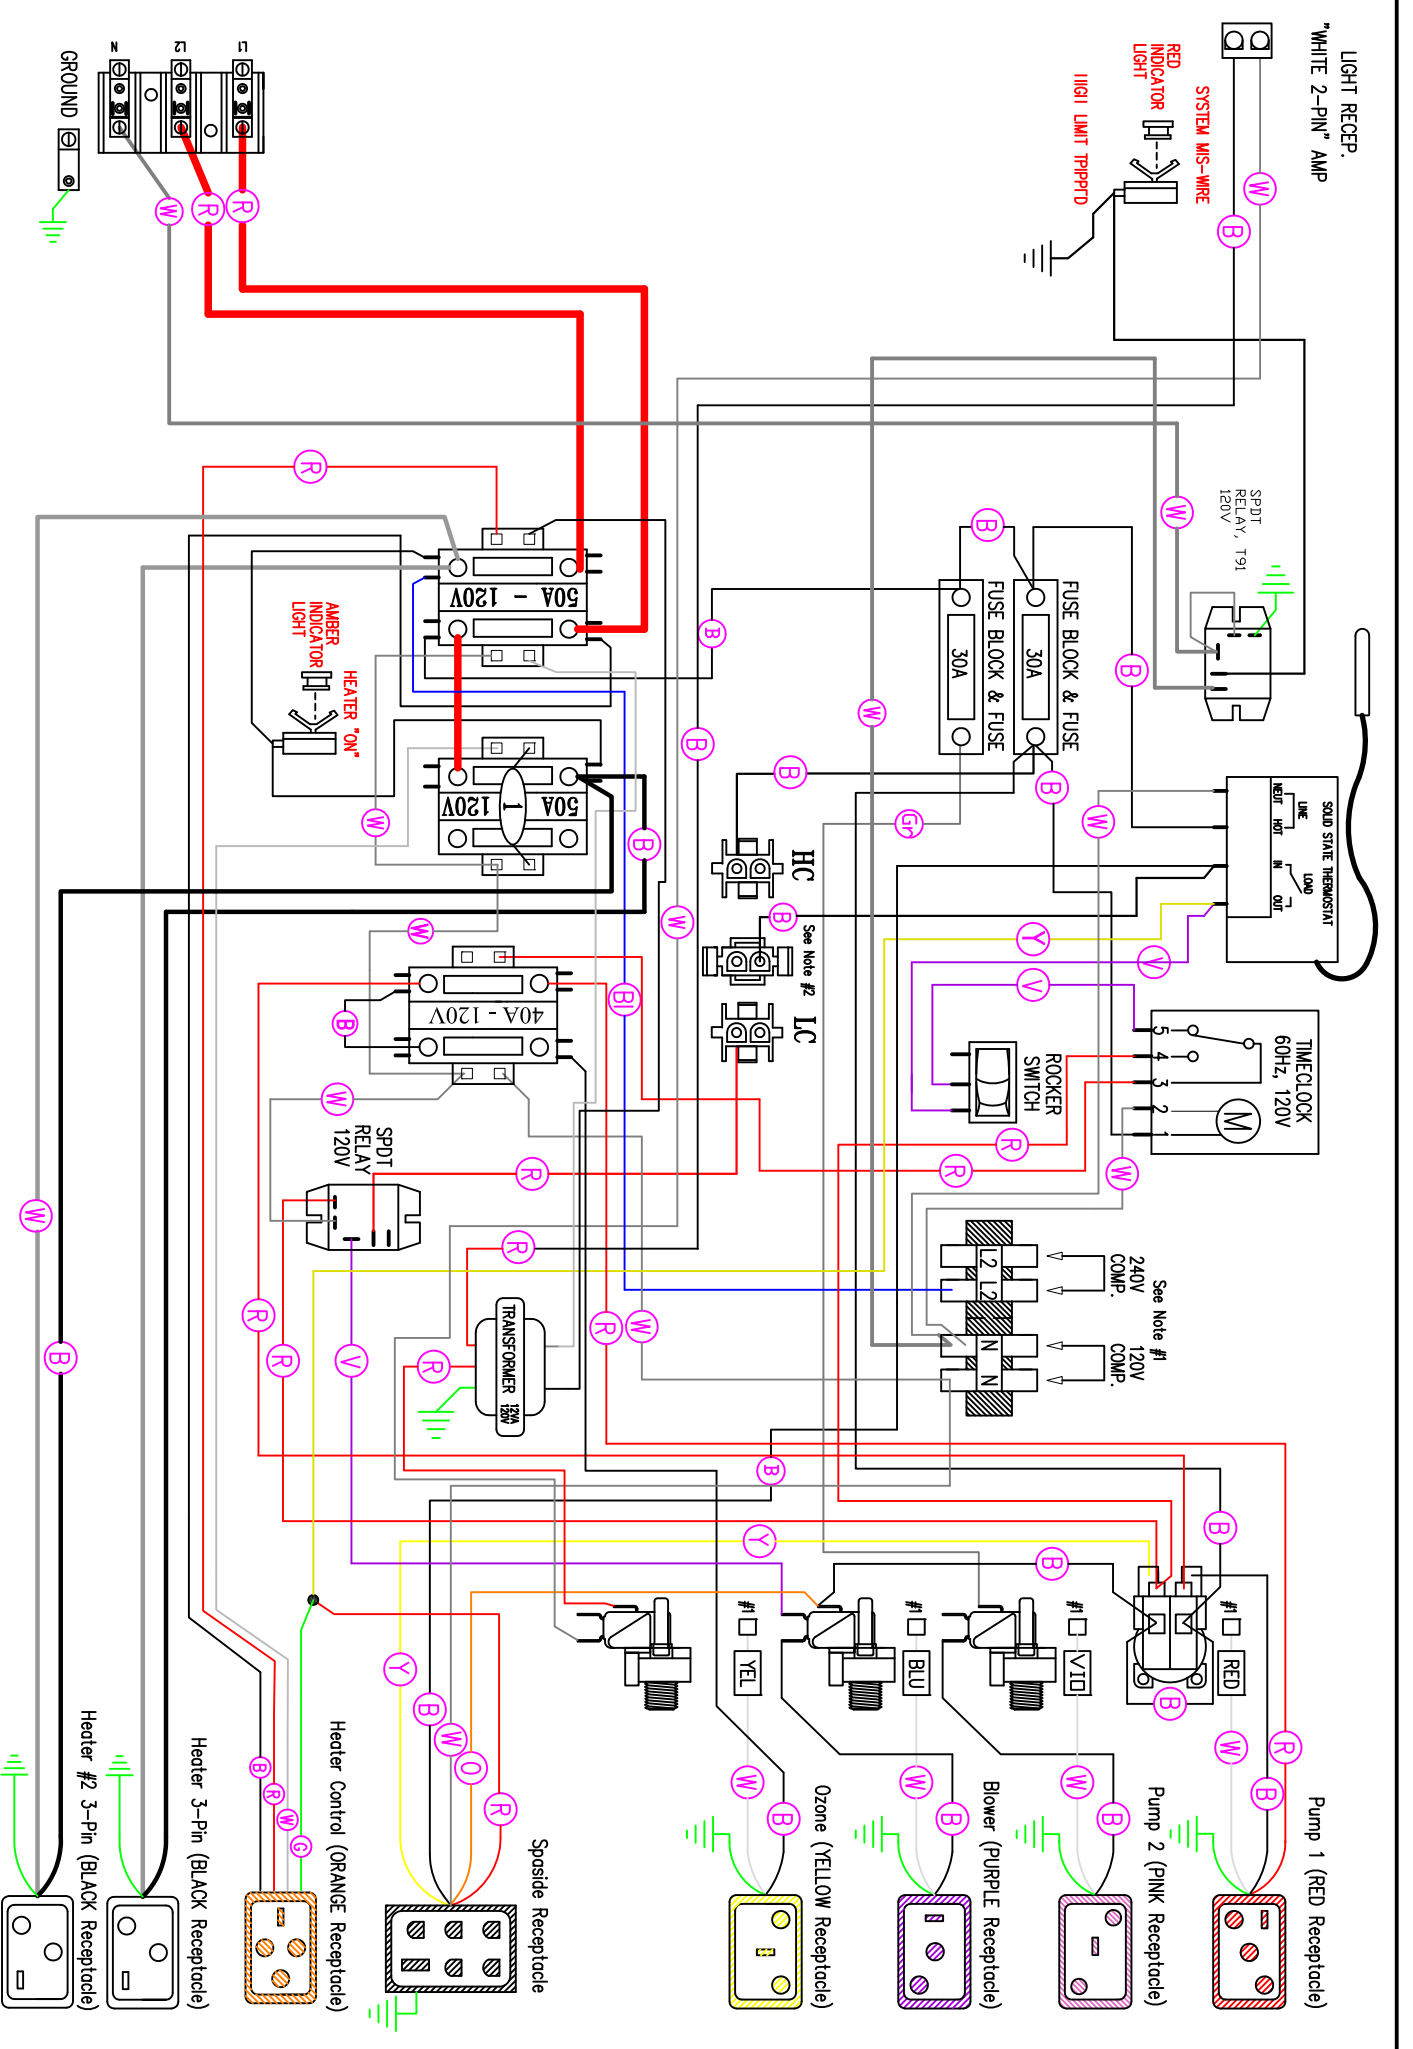 LIGHT RECEP.
"WHITE 2-PIN" AMP
SYSTEM MIS-WIRE
RED
INDICATOR
LIGHT
L1
L2
N
GROUND
W
B
R
R
W
SPDT
RELAY, T91
120V
W
R
B
B
FUSE BLOCK & FUSE
30A
FUSE BLOCK & FUSE
30A
B
W
B
B
B
Gr
50A - 120V
AMBER
INDICATOR
LIGHT
HEATER "ON"
50A
1
120V
W
B
SOLID STATE THERMOSTAT
LINE
LOAD
NEUT
HOT
IN
OUT
W
HC
See Note #2
LC
B
W
Y
V
V
Bl
W
40A - 120V
B
W
TIMECLOCK
60Hz, 120V
5
4
3
2
1
M
ROCKER
SWITCH
R
R
W
SPDT
RELAY
120V
R
W
B
R
See Note #1
240V
COMP.
120V
COMP.
L2
L2
N
N
R
R
V
R
R
W
TRANSFORMER
12VA
120V
B
B
Y
B
#1
RED
#1
VIO
#1
BLU
#1
YEL
B
R
W
B
W
B
W
B
W
B
Y
B
W
O
R
B
R
W
G
Pump 1 (RED Receptacle)
Pump 2 (PINK Receptacle)
Blower (PURPLE Receptacle)
Ozone (YELLOW Receptacle)
Spaside Receptacle
Heater Control (ORANGE Receptacle)
Heater 3-Pin (BLACK Receptacle)
Heater #2 3-Pin (BLACK Receptacle)